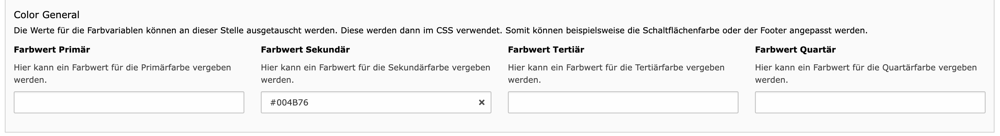 Color General
Die Werte für die Farbvariablen können an dieser Stelle ausgetauscht werden. Diese werden dann im CSS verwendet. Somit können beispielsweise die Schaltflächenfarbe oder der Footer angepasst werden.
Farbwert Primär
Hier kann ein Farbwert für die Primärfarbe vergeben
werden.
Farbwert Sekundär
Hier kann ein Farbwert für die Sekundärfarbe vergeben
werden.
#004B76
Farbwert Tertiär
Hier kann ein Farbwert für die Tertiärfarbe vergeben
werden.
Farbwert Quartär
Hier kann ein Farbwert für die Quartärfarbe vergeben
werden.